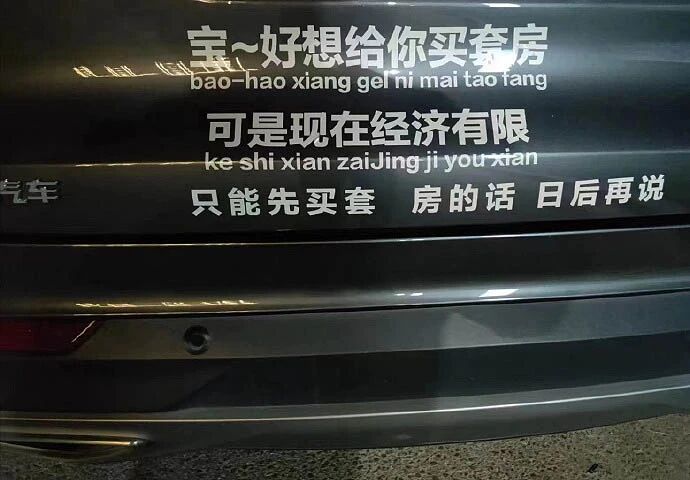 宝~好想给你买套房
bao-hao xiang gei ni mai tao fang
可是现在经济有限
ke shi xian zaiJing ji you xian
汽车
只能先买套 房的话 日后再说